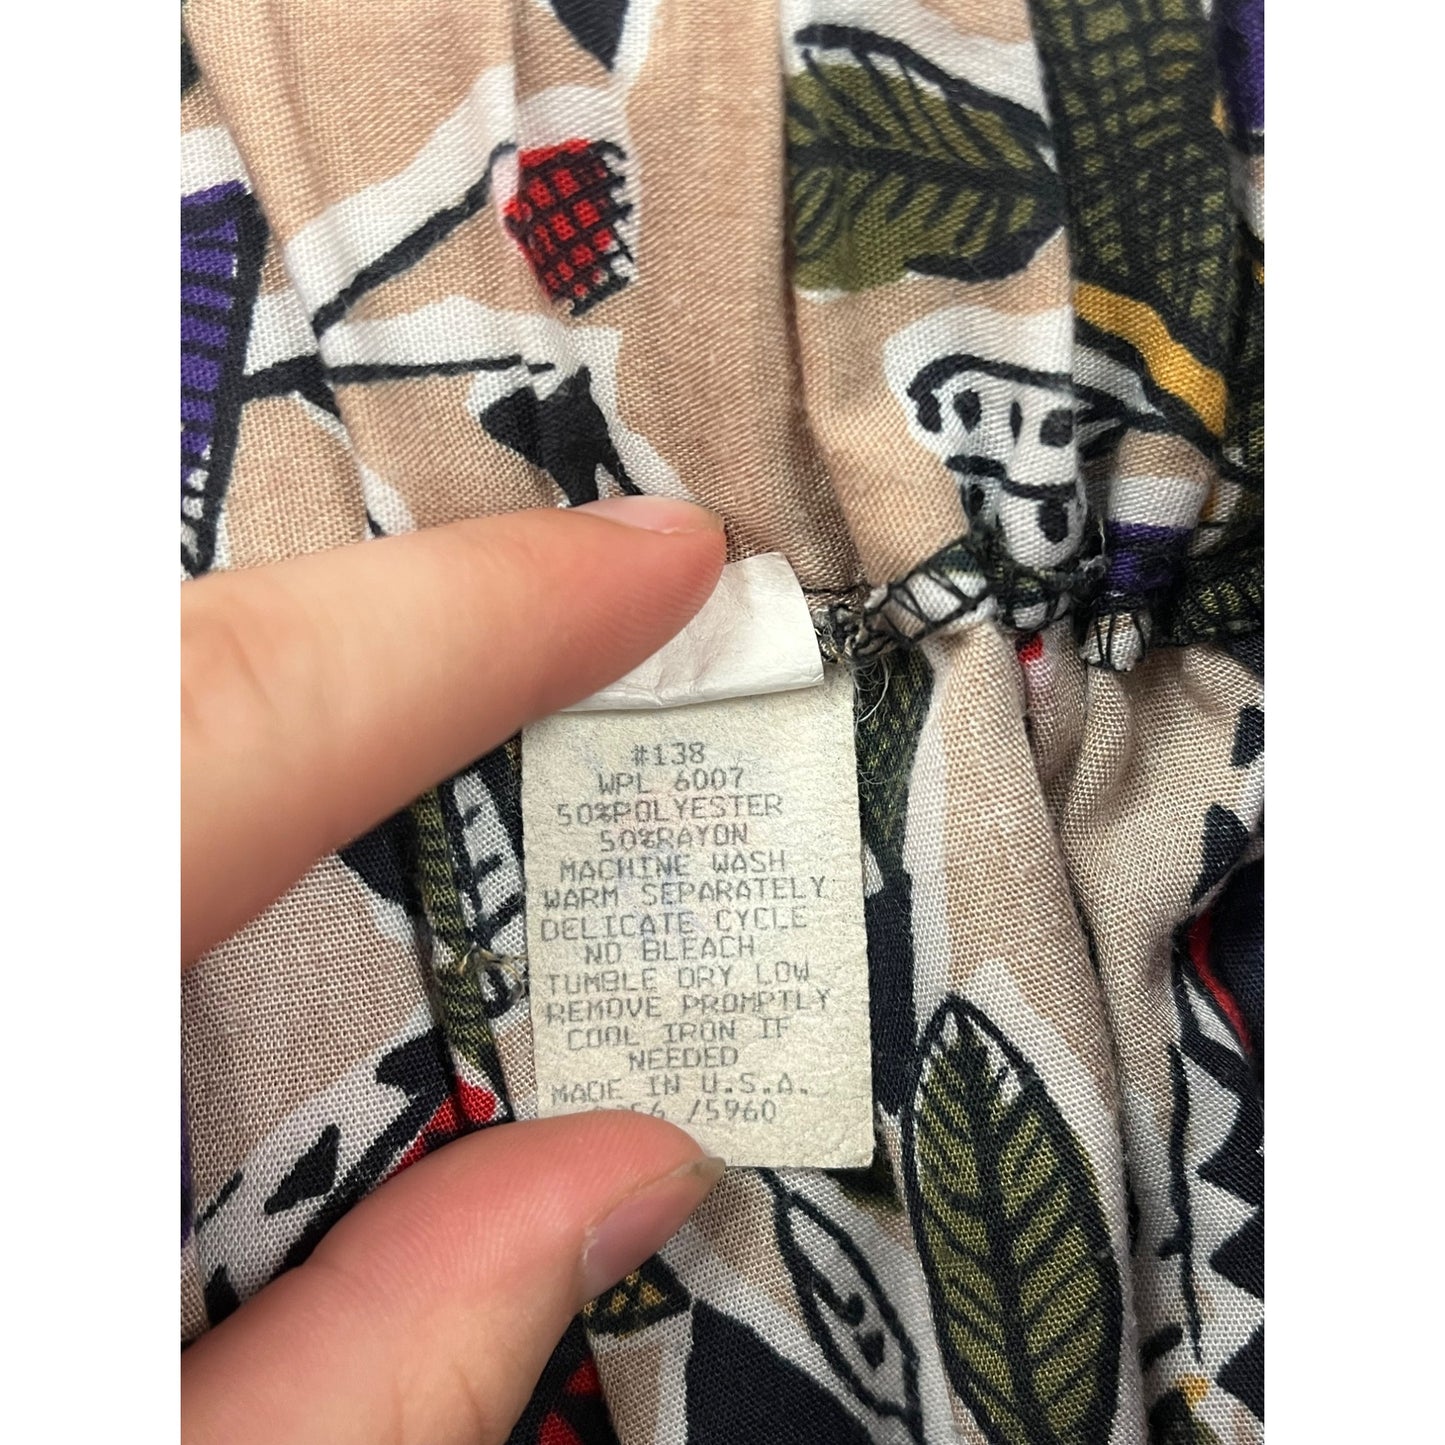 #138
WPL 6007
50%POLYESTER
50%RAYON
MACHINE WASH
WARM SEPARATELY
DELICATE CYCLE
NO BLEACH
TUMBLE DRY LOW
REMOVE PROMPTLY
COOL IRON IF
NEEDED
MADE IN U.S.A.
/5960